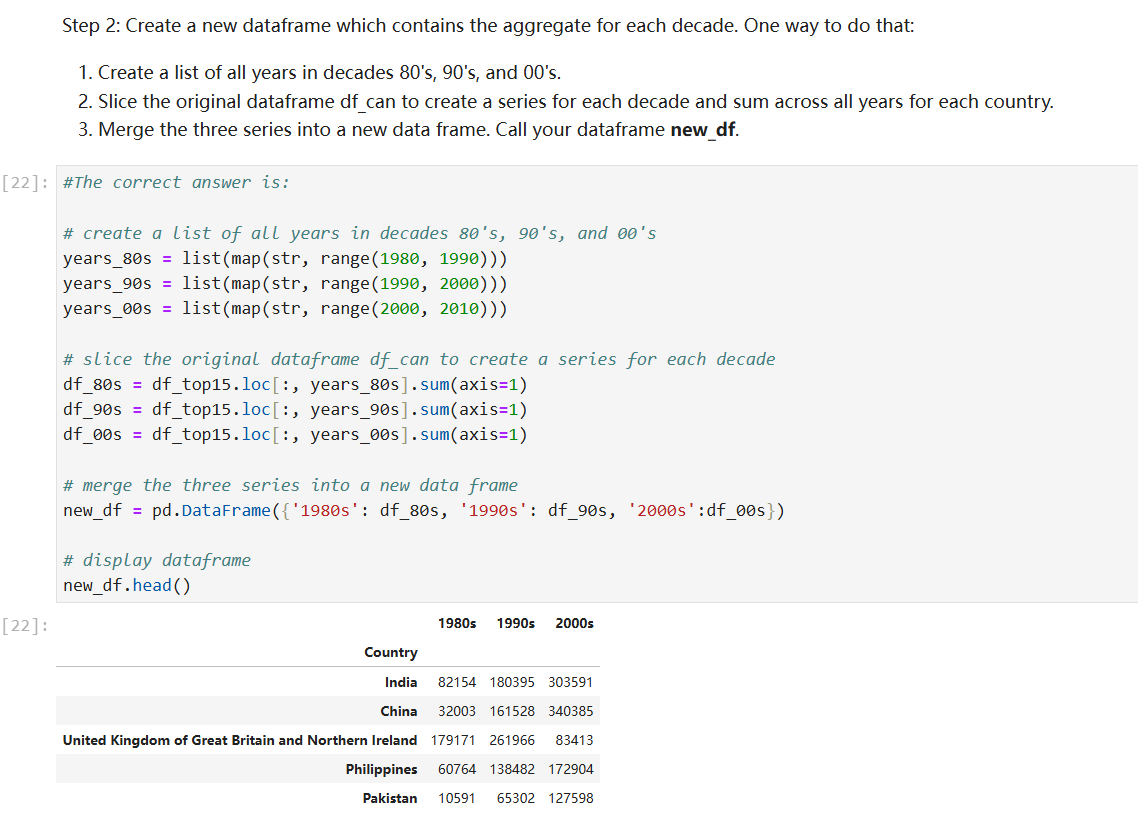 Step 2: Create a new dataframe which contains the aggregate for each decade. One way to do that:
1. Create a list of all years in decades 80's, 90's, and 00's.
2. Slice the original dataframe df_can to create a series for each decade and sum across all years for each country.
3. Merge the three series into a new data frame. Call your dataframe new_df.
[22]: #The correct answer is:
# create a list of all years in decades 80's, 90's, and 00's
years_80s = list(map(str, range(1980, 1990)))
years_90s = list(map(str, range(1990, 2000)))
years_00s = list(map(str, range(2000, 2010)))
# slice the original dataframe df_can to create a series for each decade
df_80s = df_top15.loc[:, years_80s].sum(axis=1)
df_90s = df_top15.loc[:, years_90s].sum(axis=1)
df_00s = df_top15.loc[:, years_00s].sum(axis=1)
# merge the three series into a new data frame
new_df = pd.DataFrame({'1980s': df_80s, '1990s': df_90s, '2000s':df_00s})
# display dataframe
new_df.head()
[22]: 1980s 1990s 2000s
Country
India 82154 180395 303591
China 32003 161528 340385
United Kingdom of Great Britain and Northern Ireland 179171 261966 83413
Philippines 60764 138482 172904
Pakistan 10591 65302 127598